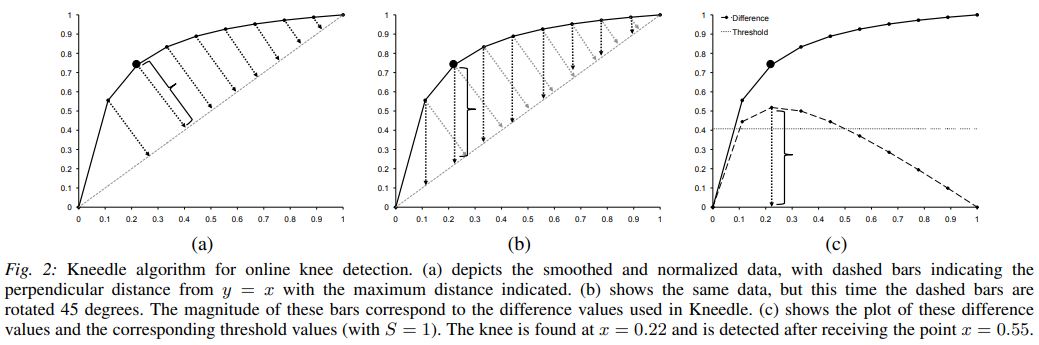 1
0.9
0.8
0.7
0.6
0.5
0.4
0.3
0.2
0.1
0
0 0.1 0.2 0.3 0.4 0.5 0.6 0.7 0.8 0.9 1
(a)
1
0.9
0.8
0.7
0.6
0.5
0.4
0.3
0.2
0.1
0
0 0.1 0.2 0.3 0.4 0.5 0.6 0.7 0.8 0.9 1
(b)
Difference
Threshold
1
0.9
0.8
0.7
0.6
0.5
0.4
0.3
0.2
0.1
0
0 0.1 0.2 0.3 0.4 0.5 0.6 0.7 0.8 0.9 1
(c)
Fig. 2: Kneedle algorithm for online knee detection. (a) depicts the smoothed and normalized data, with dashed bars indicating the
perpendicular distance from y = x with the maximum distance indicated. (b) shows the same data, but this time the dashed bars are
rotated 45 degrees. The magnitude of these bars correspond to the difference values used in Kneedle. (c) shows the plot of these difference
values and the corresponding threshold values (with S = 1). The knee is found at x = 0.22 and is detected after receiving the point x = 0.55.